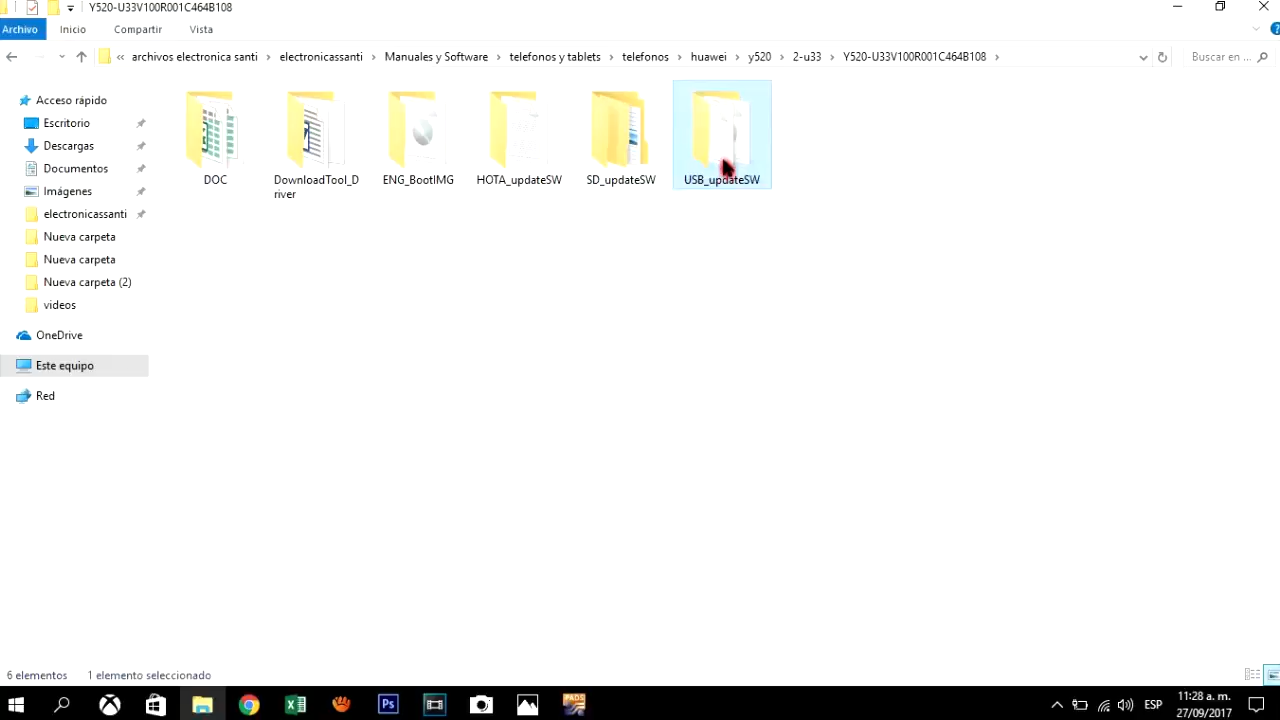 Y520-U33V100R001C464B108
Archivo Inicio Compartir Vista
« archivos electronica santi › electronicassanti › Manuales y Software › telefonos y tablets › telefonos › huawei › y520 › 2-u33 › Y520-U33V100R001C464B108 ›
Buscar en ...
Acceso rápido
Escritorio
Descargas
Documentos
Imágenes
electronicassanti
Nueva carpeta
Nueva carpeta
Nueva carpeta (2)
videos
OneDrive
Este equipo
Red
DOC
DownloadTool_D
river
ENG_BootIMG
HOTA_updateSW
SD_updateSW
USB_updateSW
6 elementos 1 elemento seleccionado
Ps
PADS
ESP
11:28 a. m.
27/09/2017